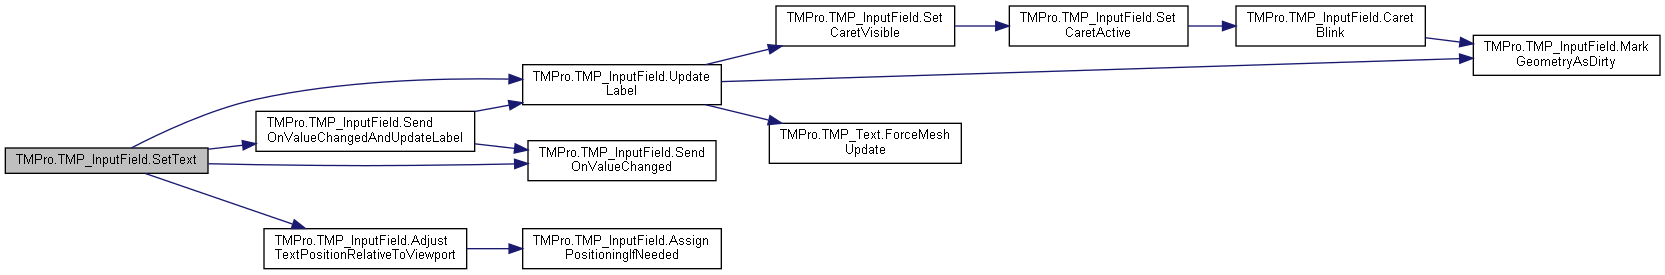 TMPro.TMP_InputField.SetText
TMPro.TMP_InputField.Send
OnValueChangedAndUpdateLabel
TMPro.TMP_InputField.Adjust
TextPositionRelativeToViewport
TMPro.TMP_InputField.Update
Label
TMPro.TMP_InputField.Send
OnValueChanged
TMPro.TMP_InputField.Assign
PositioningIfNeeded
TMPro.TMP_InputField.Set
CaretVisible
TMPro.TMP_Text.ForceMesh
Update
TMPro.TMP_InputField.Set
CaretActive
TMPro.TMP_InputField.Caret
Blink
TMPro.TMP_InputField.Mark
GeometryAsDirty